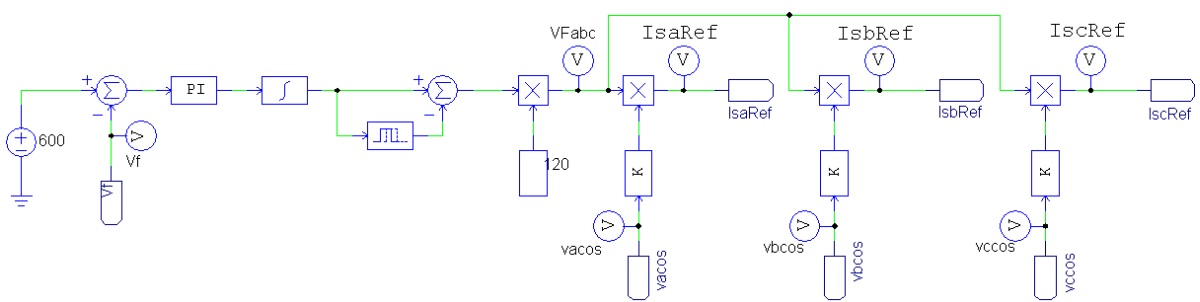 VFabc
IsaRef
IsbRef
IscRef
V
V
V
V
+
PI
+
600
+
−
−
IsaRef
IsbRef
IscRef
V
Vf
120
K
K
K
Vf
V
V
V
vacos
vbcos
vccos
vacos
vbcos
vccos